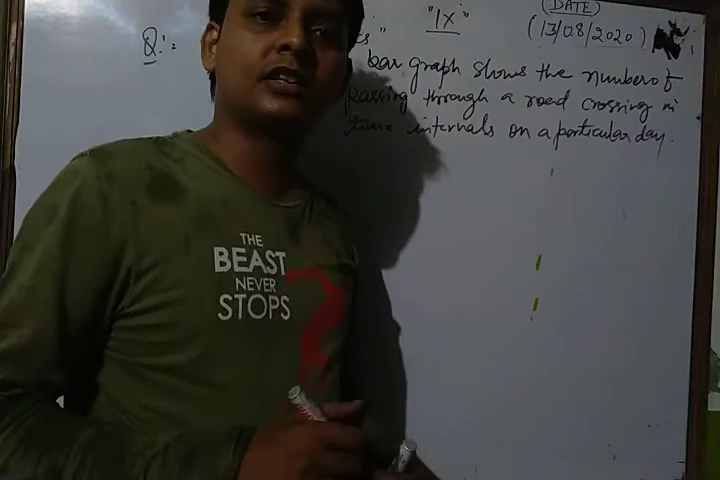 "IX"
(DATE)
(13/08/2020)
Q:
bar graph shows the number of
passing through a road crossing in
time intervals on a particular day.
THE
BEAST
NEVER
STOPS